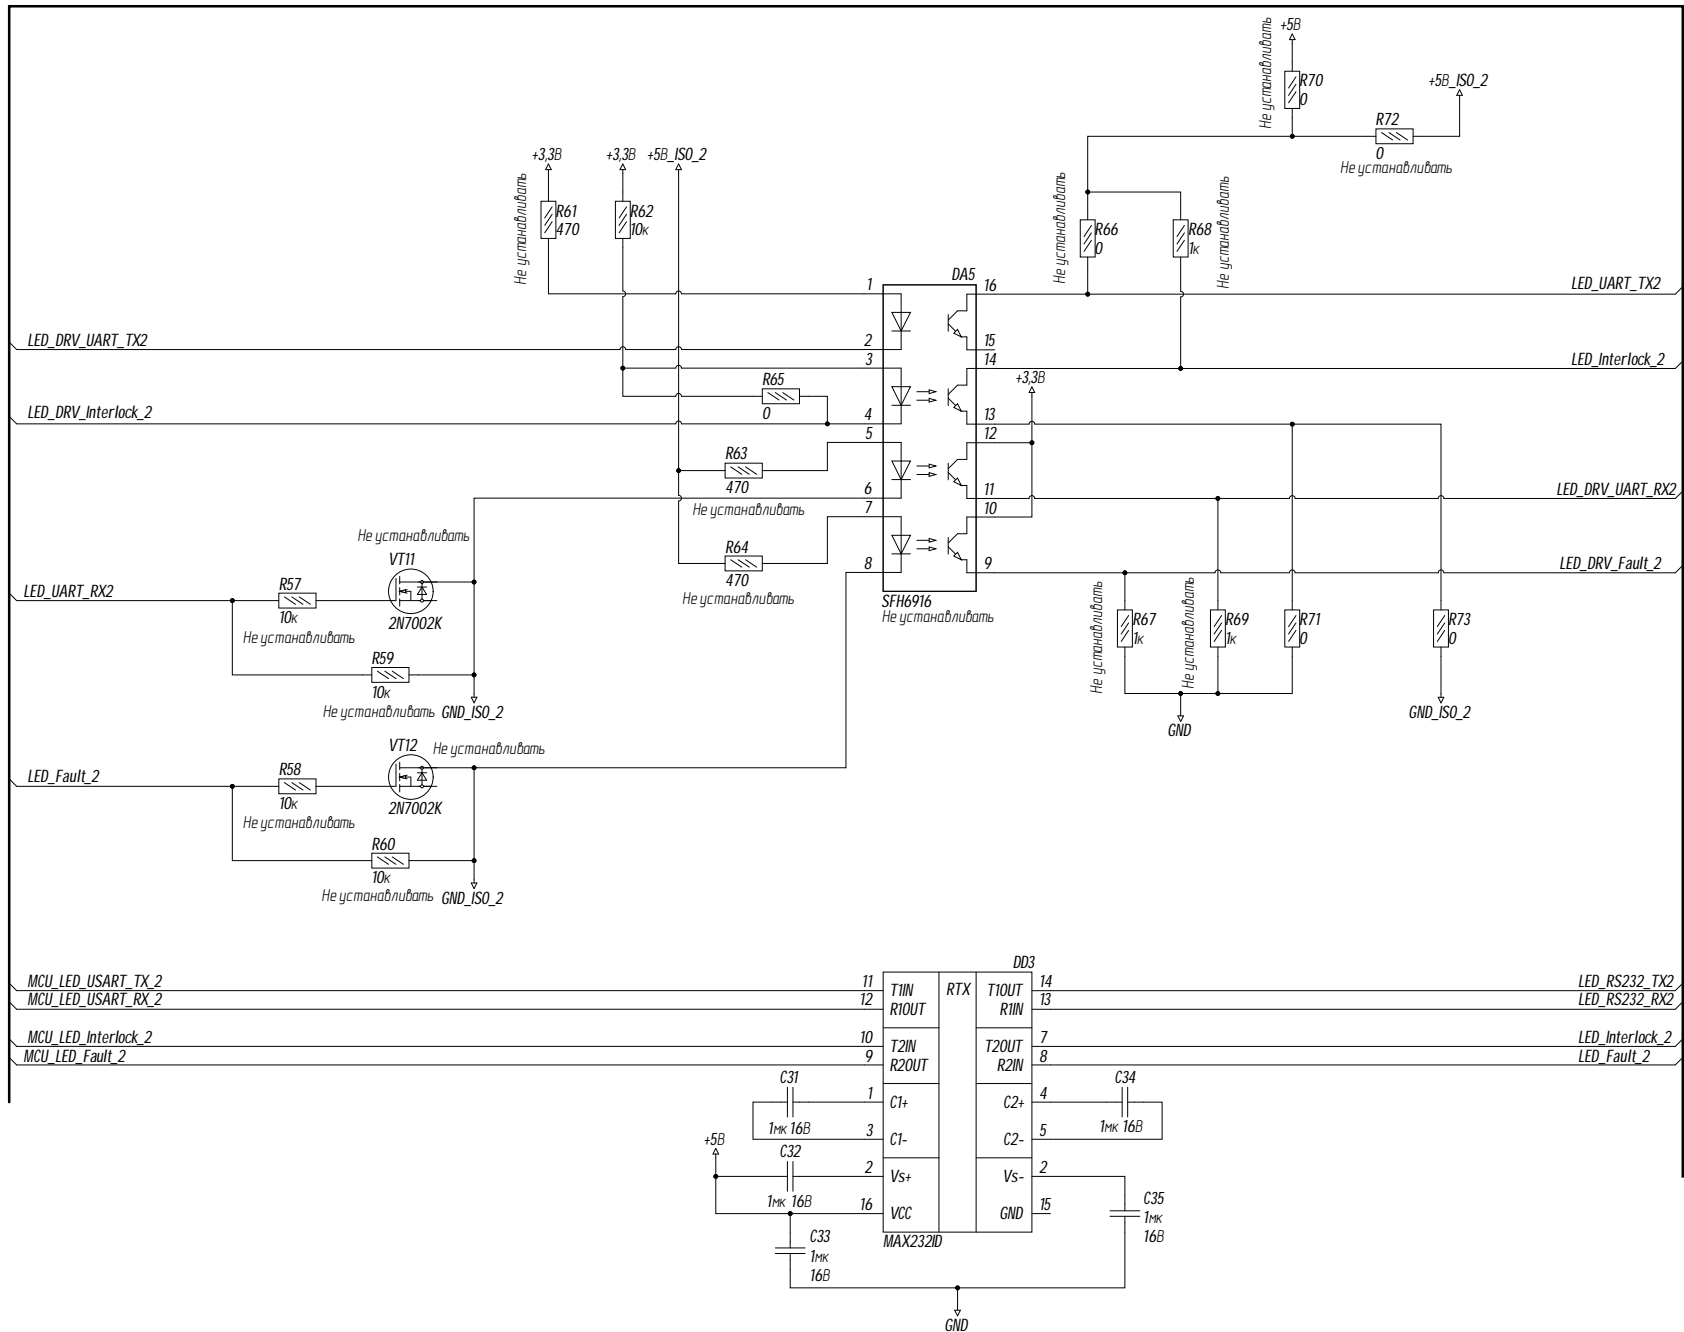 +5В
Не устанавливать
R70
0
+5В_ISO_2
R72
0
Не устанавливать
+3,3В
+3,3В
+5В_ISO_2
Не устанавливать
R61
470
R62
10к
Не устанавливать
R66
0
R68
1к
Не устанавливать
DA5
1
16
LED_UART_TX2
LED_DRV_UART_TX2
2
15
3
14
LED_Interlock_2
+3,3В
R65
0
LED_DRV_Interlock_2
4
13
5
12
R63
470
Не устанавливать
6
11
LED_DRV_UART_RX2
7
10
Не устанавливать
VT11
2N7002K
R64
470
Не устанавливать
8
9
LED_DRV_Fault_2
SFH6916
Не устанавливать
LED_UART_RX2
R57
10к
Не устанавливать
R59
10к
Не устанавливать
GND_ISO_2
Не устанавливать
R67
1к
Не устанавливать
R69
1к
R71
0
R73
0
GND
GND_ISO_2
VT12
Не устанавливать
2N7002K
LED_Fault_2
R58
10к
Не устанавливать
R60
10к
Не устанавливать
GND_ISO_2
DD3
MCU_LED_USART_TX_2
11
T1IN
RTX
T1OUT
14
LED_RS232_TX2
MCU_LED_USART_RX_2
12
R1OUT
R1IN
13
LED_RS232_RX2
MCU_LED_Interlock_2
10
T2IN
T2OUT
7
LED_Interlock_2
MCU_LED_Fault_2
9
R2OUT
R2IN
8
LED_Fault_2
C31
1мк 16В
1
C1+
C2+
4
C34
1мк 16В
3
C1-
C2-
5
+5В
C32
1мк 16В
2
Vs+
Vs-
2
16
VCC
GND
15
C35
1мк
16В
MAX232ID
C33
1мк
16В
GND